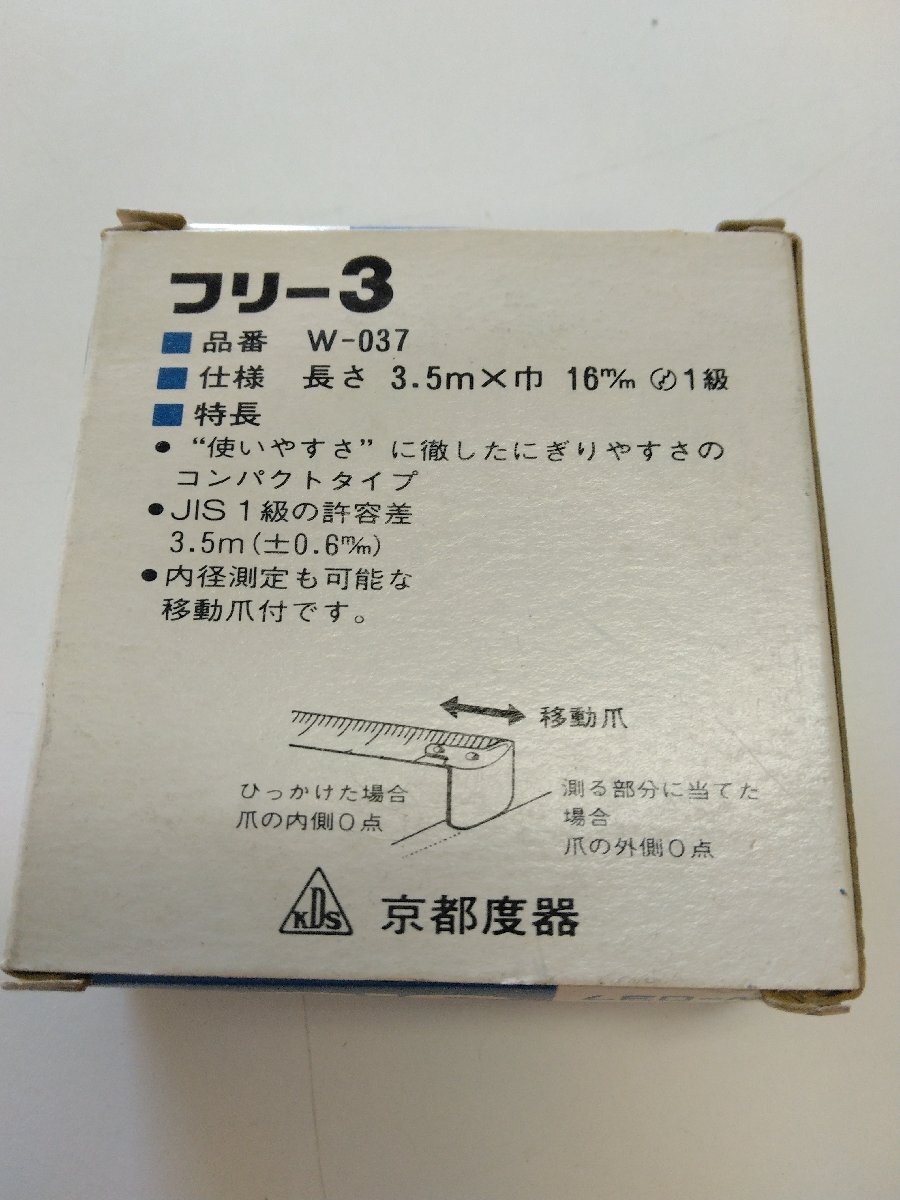 フリー3
■品番 W-037
■仕様 長さ 3.5m×巾 16m/m 1級
■特長
●“使いやすさ”に徹したにぎりやすさの
コンパクトタイプ
●JIS1級の許容差
3.5m(±0.6m/m)
●内径測定も可能な
移動爪付です。
移動爪
ひっかけた場合
爪の内側0点
測る部分に当てた
場合
爪の外側0点
KDS 京都度器